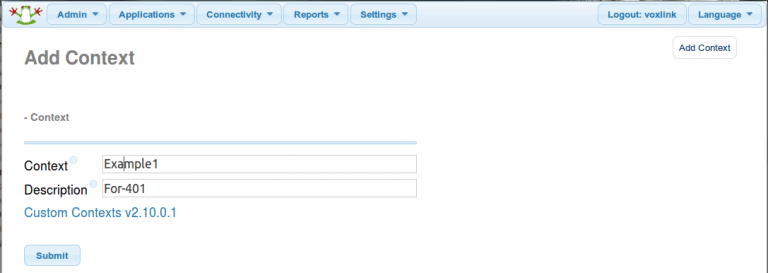 Admin Applications Connectivity Reports Settings Logout: voxlink Language
Add Context
Add Context
- Context
Context Example1
Description For-401
Custom Contexts v2.10.0.1
Submit